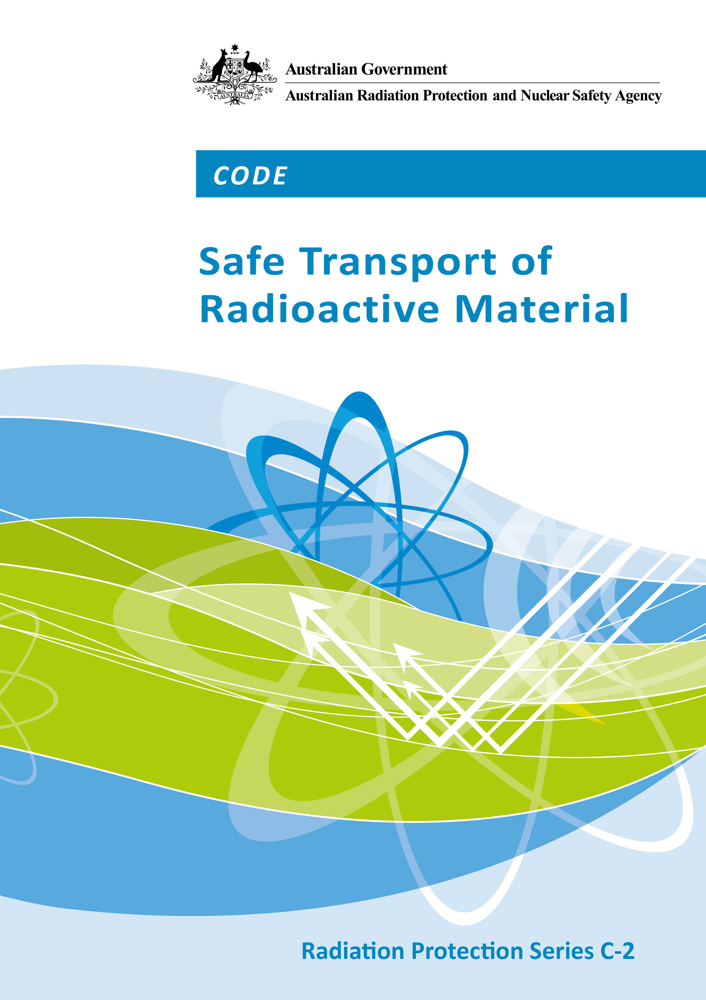 AUSTRALIA
Australian Government
Australian Radiation Protection and Nuclear Safety Agency
CODE
Safe Transport of
Radioactive Material
Radiation Protection Series C-2